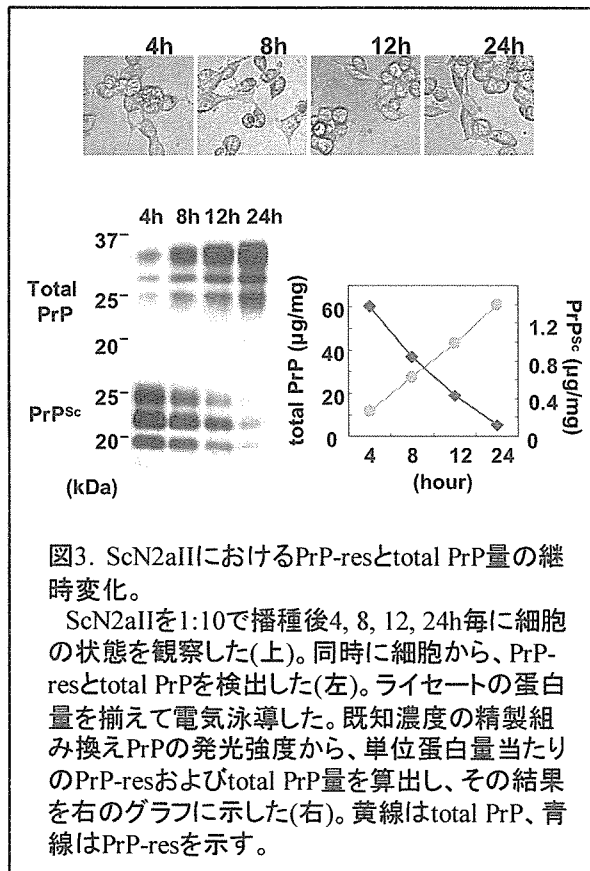 4h 8h 12h 24h
4h 8h 12h 24h
37
Total PrP
25
20
PrPSc
25
20
(kDa)
total PrP (µg/mg)
60
40
20
0
PrPSc (µg/mg)
1.2
0.8
0.4
0
4 8 12 24
(hour)
図3. ScN2aIIにおけるPrP-resとtotal PrP量の継
時変化。
ScN2aIIを1:10で播種後4, 8, 12, 24h毎に細胞
の状態を観察した(上)。同時に細胞から、PrP-
resとtotal PrPを検出した(左)。ライセートの蛋白
量を揃えて電気泳導した。既知濃度の精製組
み換えPrPの発光強度から、単位蛋白量当たり
のPrP-resおよびtotal PrP量を算出し、その結果
を右のグラフに示した(右)。黄線はtotal PrP、青
線はPrP-resを示す。